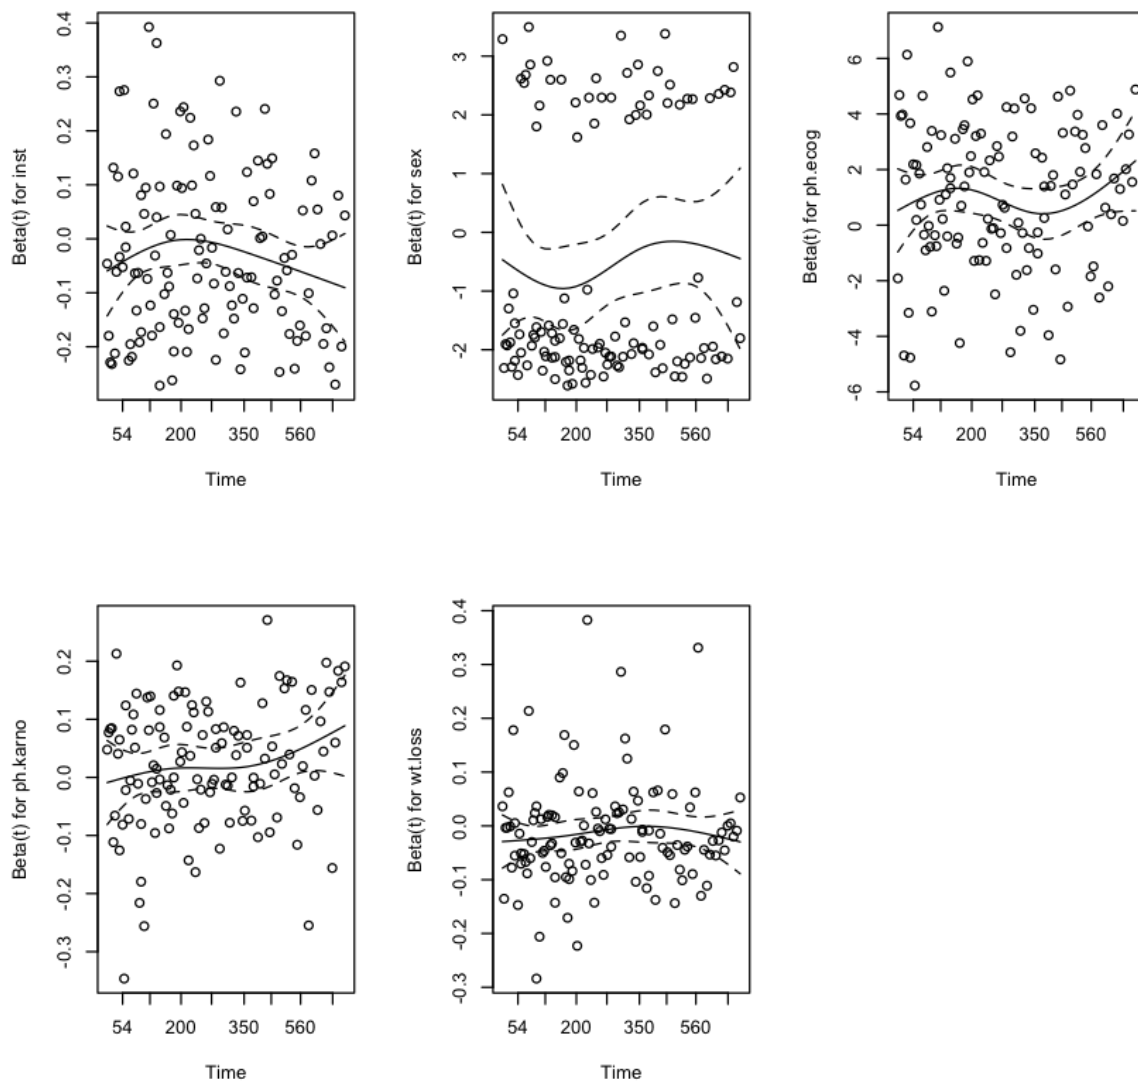 Beta(t) for inst
0.4
0.3
0.2
0.1
0.0
-0.1
-0.2
54 200 350 560
Time
Beta(t) for sex
3
2
1
0
-1
-2
54 200 350 560
Time
Beta(t) for ph.ecog
6
4
2
0
-2
-4
-6
54 200 350 560
Time
Beta(t) for ph.karno
0.2
0.1
0.0
-0.1
-0.2
-0.3
54 200 350 560
Time
Beta(t) for wt.loss
0.4
0.3
0.2
0.1
0.0
-0.1
-0.2
-0.3
54 200 350 560
Time